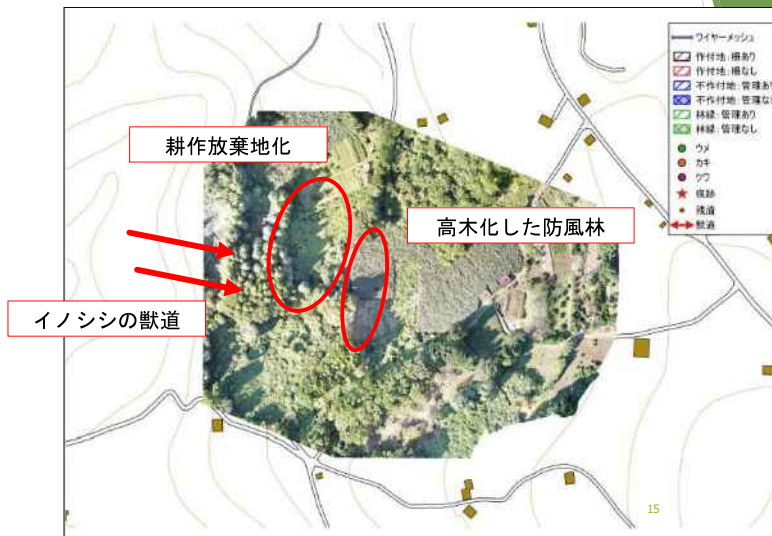 ワイヤーメッシュ
作付地:柵あり
作付地:柵なし
不作付地:管理あり
不作付地:管理な
林縁:管理あり
林縁:管理なし
ウメ
カキ
クワ
痕跡
残渣
獣道
耕作放棄地化
高木化した防風林
イノシシの獣道
15